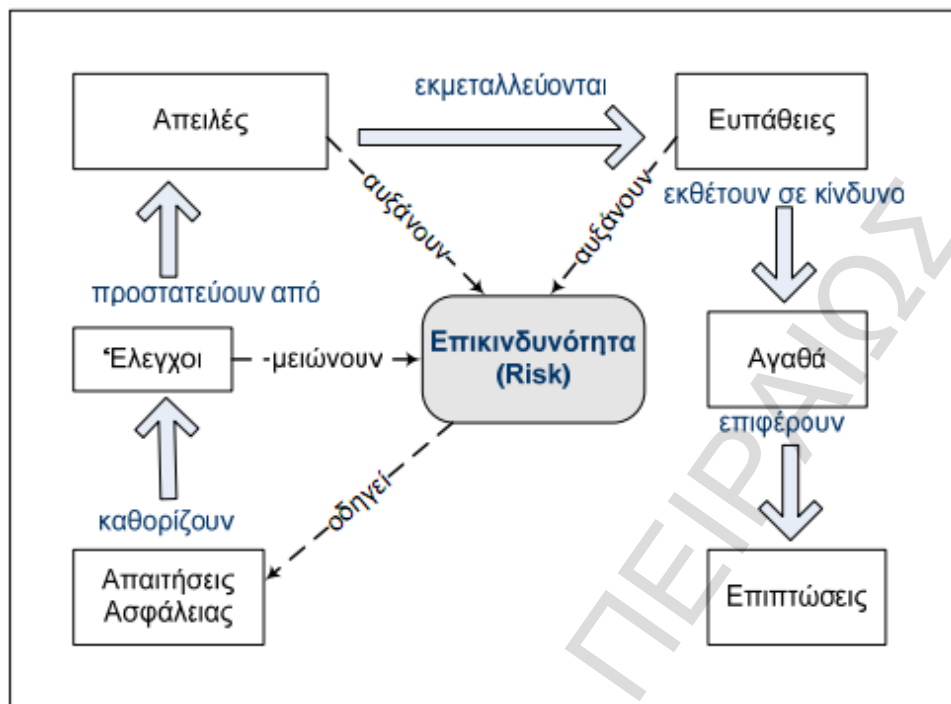 εκμεταλλεύονται
Απειλές
Ευπάθειες
αυξάνουν
αυξάνουν
εκθέτουν σε κίνδυνο
προστατεύουν από
Επικινδυνότητα
(Risk)
Έλεγχοι
-μειώνουν
Αγαθά
επιφέρουν
οδηγεί
καθορίζουν
Απαιτήσεις
Ασφάλειας
Επιπτώσεις
ΠΕΙΡΑΙΩΣ